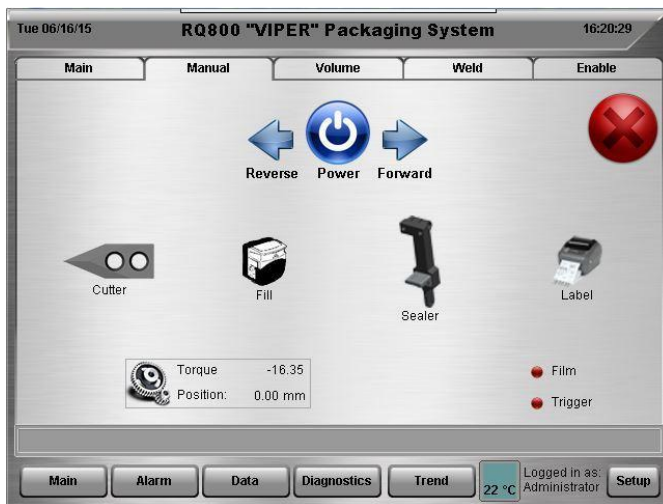 Tue 06/16/15 RQ800 "VIPER" Packaging System 16:20:29
Main Manual Volume Weld Enable
Reverse Power Forward
Cutter Fill Sealer Label
Torque -16.35
Position: 0.00 mm
Film
Trigger
Main Alarm Data Diagnostics Trend 22 °C Logged in as: Administrator Setup